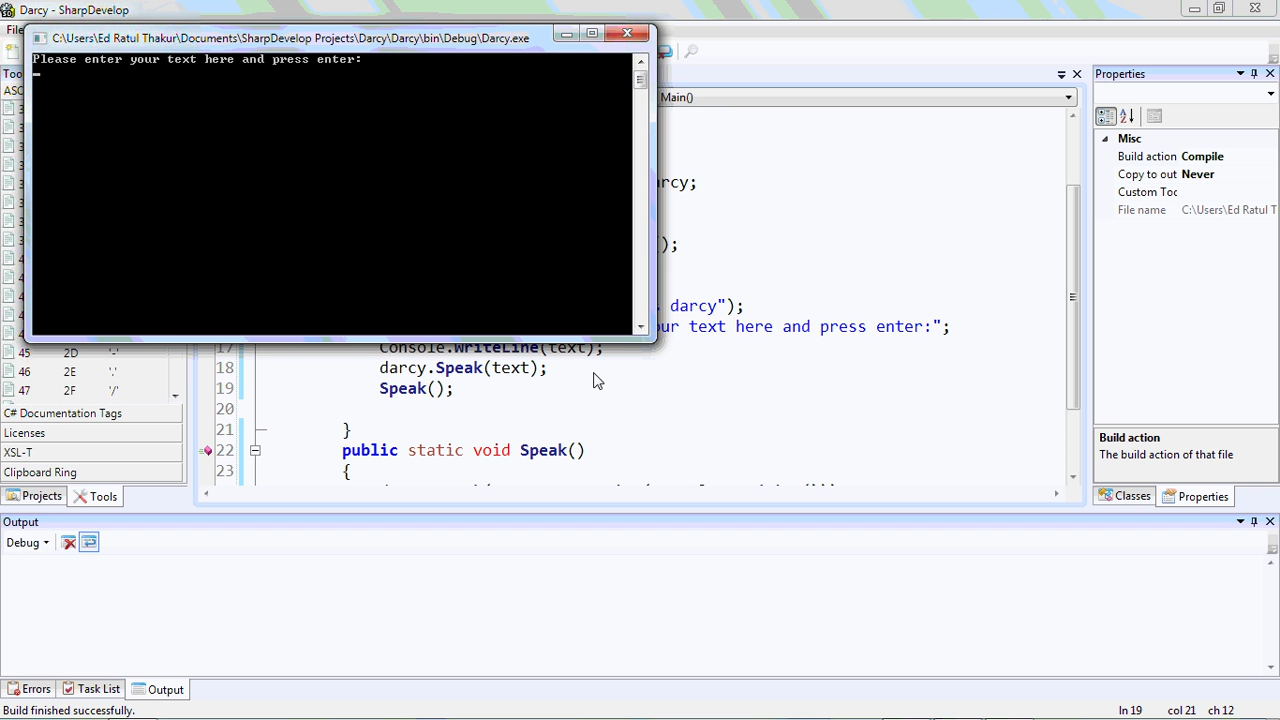 Darcy - SharpDevelop
C:\Users\Ed Ratul Thakur\Documents\SharpDevelop Projects\Darcy\Darcy\bin\Debug\Darcy.exe
Please enter your text here and press enter:
Main()
arcy;
);
darcy");
our text here and press enter:";
17 Console.WriteLine(text);
18 darcy.Speak(text);
19 Speak();
20
21 }
22 public static void Speak()
23 {
45 2D '-'
46 2E '.'
47 2F '/'
C# Documentation Tags
Licenses
XSL-T
Clipboard Ring
Projects Tools
Properties
Misc
Build action Compile
Copy to out Never
Custom Toc
File name C:\Users\Ed Ratul T
Build action
The build action of that file
Classes Properties
Output
Debug
Errors Task List Output
Build finished successfully.
ln 19 col 21 ch 12